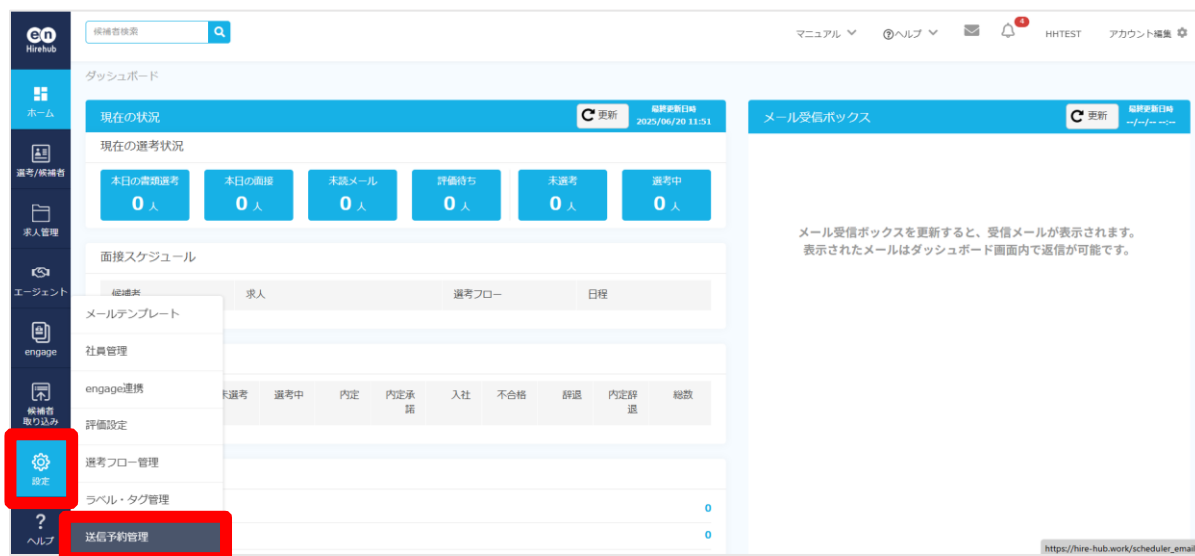 en
Hirehub
候補者検索
マニュアル
?ヘルプ
4
HHTEST
アカウント編集
ホーム
選考/候補者
求人管理
エージェント
engage
候補者
取り込み
設定
?
ヘルプ
ダッシュボード
現在の状況
更新
最終更新日時
2025/06/20 11:51
現在の選考状況
本日の書類選考
0 人
本日の面接
0 人
未読メール
0 人
評価待ち
0 人
未選考
0 人
選考中
0 人
面接スケジュール
候補者
求人
選考フロー
日程
メールテンプレート
社員管理
engage連携
評価設定
選考フロー管理
ラベル・タグ管理
送信予約管理
未選考
選考中
内定
内定承
諾
入社
不合格
辞退
内定辞
退
総数
0
0
メール受信ボックス
更新
最終更新日時
--/--/-- --:--
メール受信ボックスを更新すると、受信メールが表示されます。
表示されたメールはダッシュボード画面内で返信が可能です。
https://hire-hub.work/scheduler_email